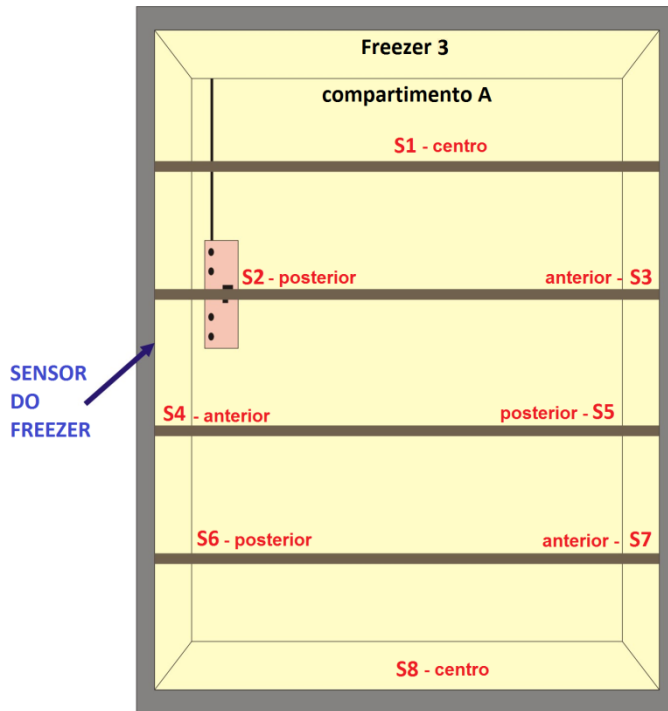 Freezer 3
compartimento A
S1 - centro
S2 - posterior
anterior - S3
SENSOR
DO
FREEZER
S4 - anterior
posterior - S5
S6 - posterior
anterior - S7
S8 - centro